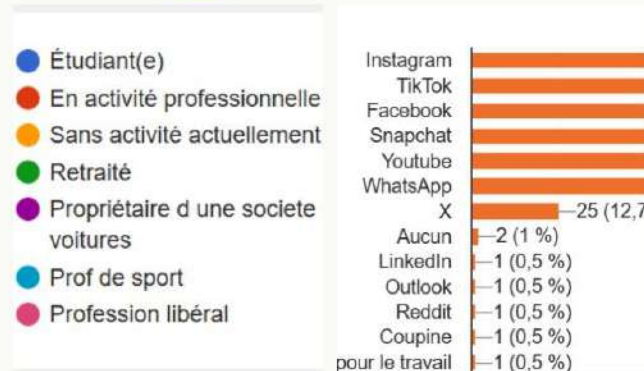 Étudiant(e)
En activité professionnelle
Sans activité actuellement
Retraité
Propriétaire d une societe
voitures
Prof de sport
Profession libéral
Instagram
TikTok
Facebook
Snapchat
Youtube
WhatsApp
X 25 (12,7
Aucun 2 (1 %)
LinkedIn 1 (0,5 %)
Outlook 1 (0,5 %)
Reddit 1 (0,5 %)
Coupine 1 (0,5 %)
pour le travail 1 (0,5 %)